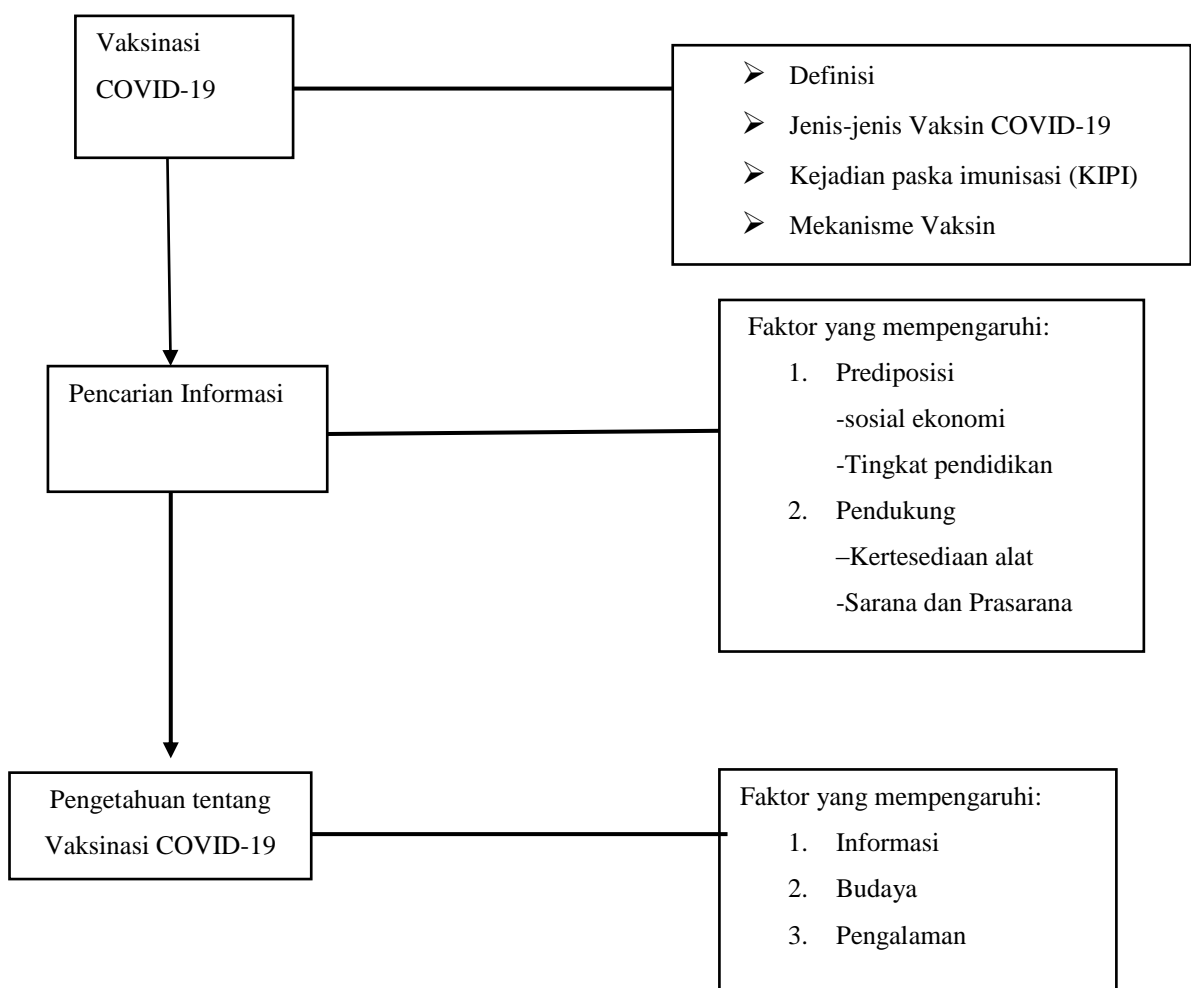 Vaksinasi
COVID-19
➢ Definisi
➢ Jenis-jenis Vaksin COVID-19
➢ Kejadian paska imunisasi (KIPI)
➢ Mekanisme Vaksin
Pencarian Informasi
Faktor yang mempengaruhi:
1. Prediposisi
-sosial ekonomi
-Tingkat pendidikan
2. Pendukung
–Kertesediaan alat
-Sarana dan Prasarana
Pengetahuan tentang
Vaksinasi COVID-19
Faktor yang mempengaruhi:
1. Informasi
2. Budaya
3. Pengalaman